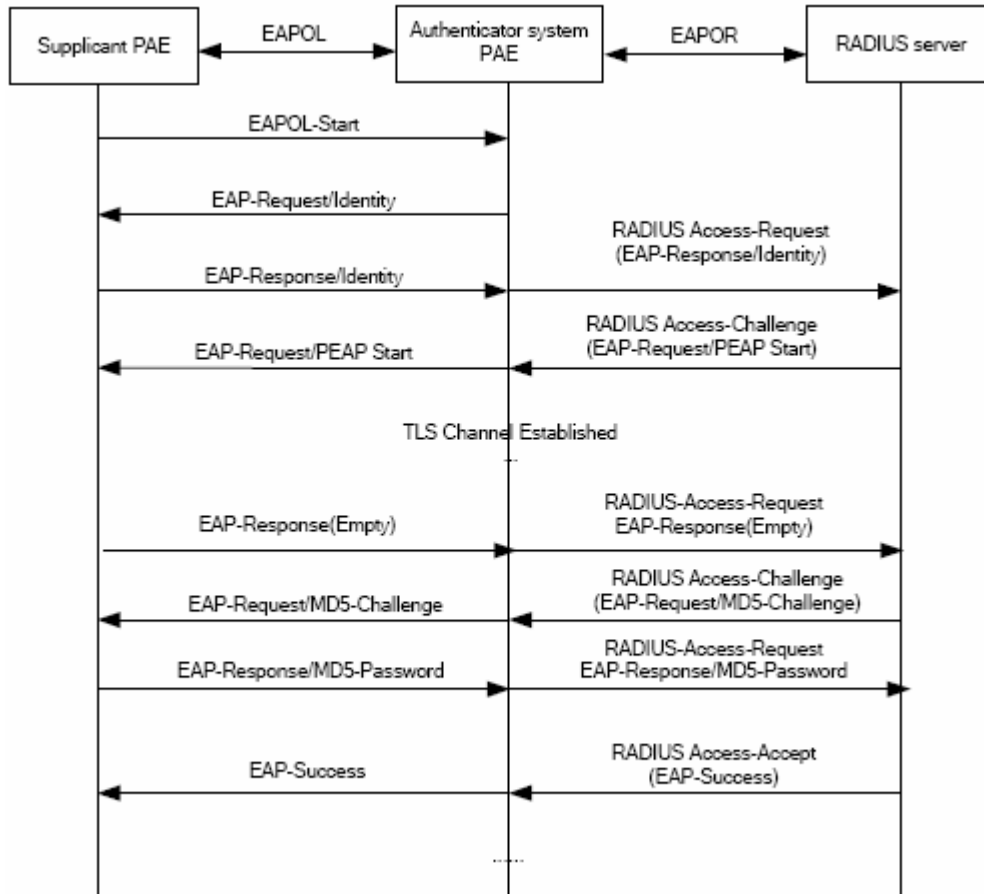 Supplicant PAE
EAPOL
Authenticator system
PAE
EAPOR
RADIUS server
EAPOL-Start
EAP-Request/Identity
RADIUS Access-Request
(EAP-Response/Identity)
EAP-Response/Identity
RADIUS Access-Challenge
(EAP-Request/PEAP Start)
EAP-Request/PEAP Start
TLS Channel Established
RADIUS-Access-Request
EAP-Response(Empty)
EAP-Response(Empty)
RADIUS Access-Challenge
(EAP-Request/MD5-Challenge)
EAP-Request/MD5-Challenge
RADIUS-Access-Request
EAP-Response/MD5-Password
EAP-Response/MD5-Password
RADIUS Access-Accept
(EAP-Success)
EAP-Success